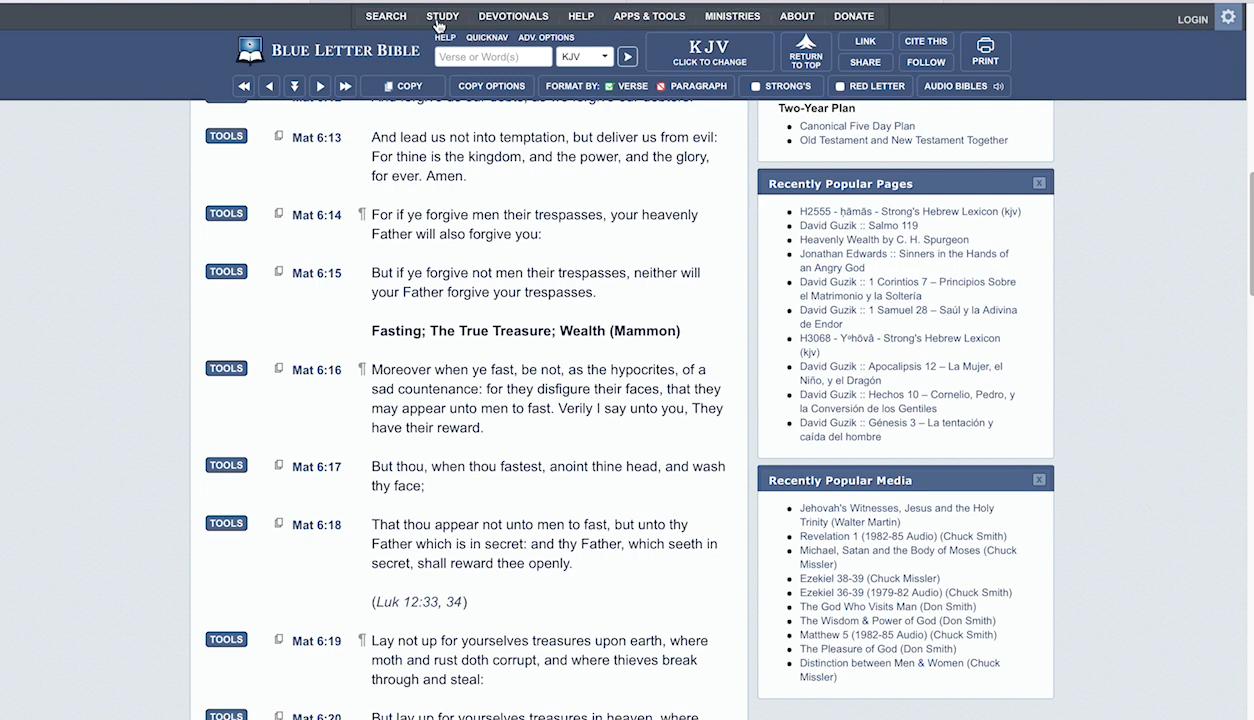 SEARCH STUDY DEVOTIONALS HELP APPS & TOOLS MINISTRIES ABOUT DONATE LOGIN
HELP QUICKNAV ADV. OPTIONS
BLUE LETTER BIBLE
Verse or Word(s) KJV
KJV
CLICK TO CHANGE
RETURN
TO TOP
LINK CITE THIS
SHARE FOLLOW
PRINT
COPY COPY OPTIONS FORMAT BY: VERSE PARAGRAPH STRONG'S RED LETTER AUDIO BIBLES
TOOLS Mat 6:13 And lead us not into temptation, but deliver us from evil:
For thine is the kingdom, and the power, and the glory,
for ever. Amen.
TOOLS Mat 6:14 ¶ For if ye forgive men their trespasses, your heavenly
Father will also forgive you:
TOOLS Mat 6:15 But if ye forgive not men their trespasses, neither will
your Father forgive your trespasses.
Fasting; The True Treasure; Wealth (Mammon)
TOOLS Mat 6:16 ¶ Moreover when ye fast, be not, as the hypocrites, of a
sad countenance: for they disfigure their faces, that they
may appear unto men to fast. Verily I say unto you, They
have their reward.
TOOLS Mat 6:17 But thou, when thou fastest, anoint thine head, and wash
thy face;
TOOLS Mat 6:18 That thou appear not unto men to fast, but unto thy
Father which is in secret: and thy Father, which seeth in
secret, shall reward thee openly.
(Luk 12:33, 34)
TOOLS Mat 6:19 ¶ Lay not up for yourselves treasures upon earth, where
moth and rust doth corrupt, and where thieves break
through and steal:
TOOLS Mat 6:20 But lay up for yourselves treasures in heaven, where
Two-Year Plan
Canonical Five Day Plan
Old Testament and New Testament Together
Recently Popular Pages x
H2555 - ḥāmās - Strong's Hebrew Lexicon (kjv)
David Guzik :: Salmo 119
Heavenly Wealth by C. H. Spurgeon
Jonathan Edwards :: Sinners in the Hands of
an Angry God
David Guzik :: 1 Corintios 7 – Principios Sobre
el Matrimonio y la Soltería
David Guzik :: 1 Samuel 28 – Saúl y la Adivina
de Endor
H3068 - Yᵊhōvâ - Strong's Hebrew Lexicon
(kjv)
David Guzik :: Apocalipsis 12 – La Mujer, el
Niño, y el Dragón
David Guzik :: Hechos 10 – Cornelio, Pedro, y
la Conversión de los Gentiles
David Guzik :: Génesis 3 – La tentación y
caída del hombre
Recently Popular Media x
Jehovah's Witnesses, Jesus and the Holy
Trinity (Walter Martin)
Revelation 1 (1982-85 Audio) (Chuck Smith)
Michael, Satan and the Body of Moses (Chuck
Missler)
Ezekiel 38-39 (Chuck Missler)
Ezekiel 36-39 (1979-82 Audio) (Chuck Smith)
The God Who Visits Man (Don Smith)
The Wisdom & Power of God (Don Smith)
Matthew 5 (1982-85 Audio) (Chuck Smith)
The Pleasure of God (Don Smith)
Distinction between Men & Women (Chuck
Missler)